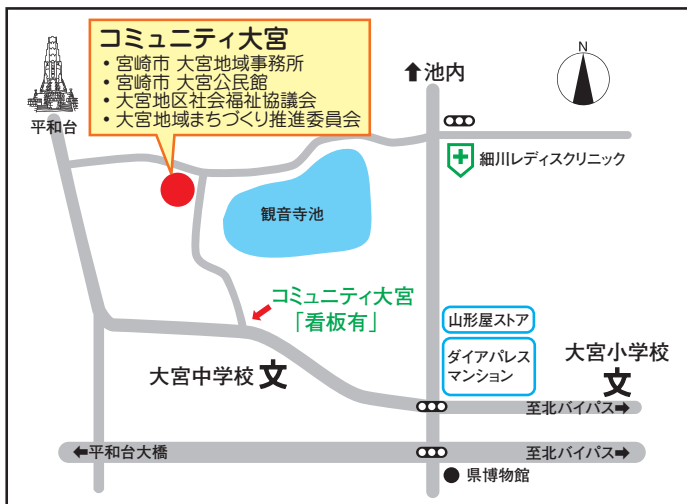 コミュニティ大宮
・宮崎市 大宮地域事務所
・宮崎市 大宮公民館
・大宮地区社会福祉協議会
・大宮地域まちづくり推進委員会
平和台
⬆池内
N
細川レディスクリニック
観音寺池
コミュニティ大宮
「看板有」
山形屋ストア
ダイアパレス
マンション
大宮小学校
文
大宮中学校 文
至北バイパス➡
⬅平和台大橋
至北バイパス➡
県博物館